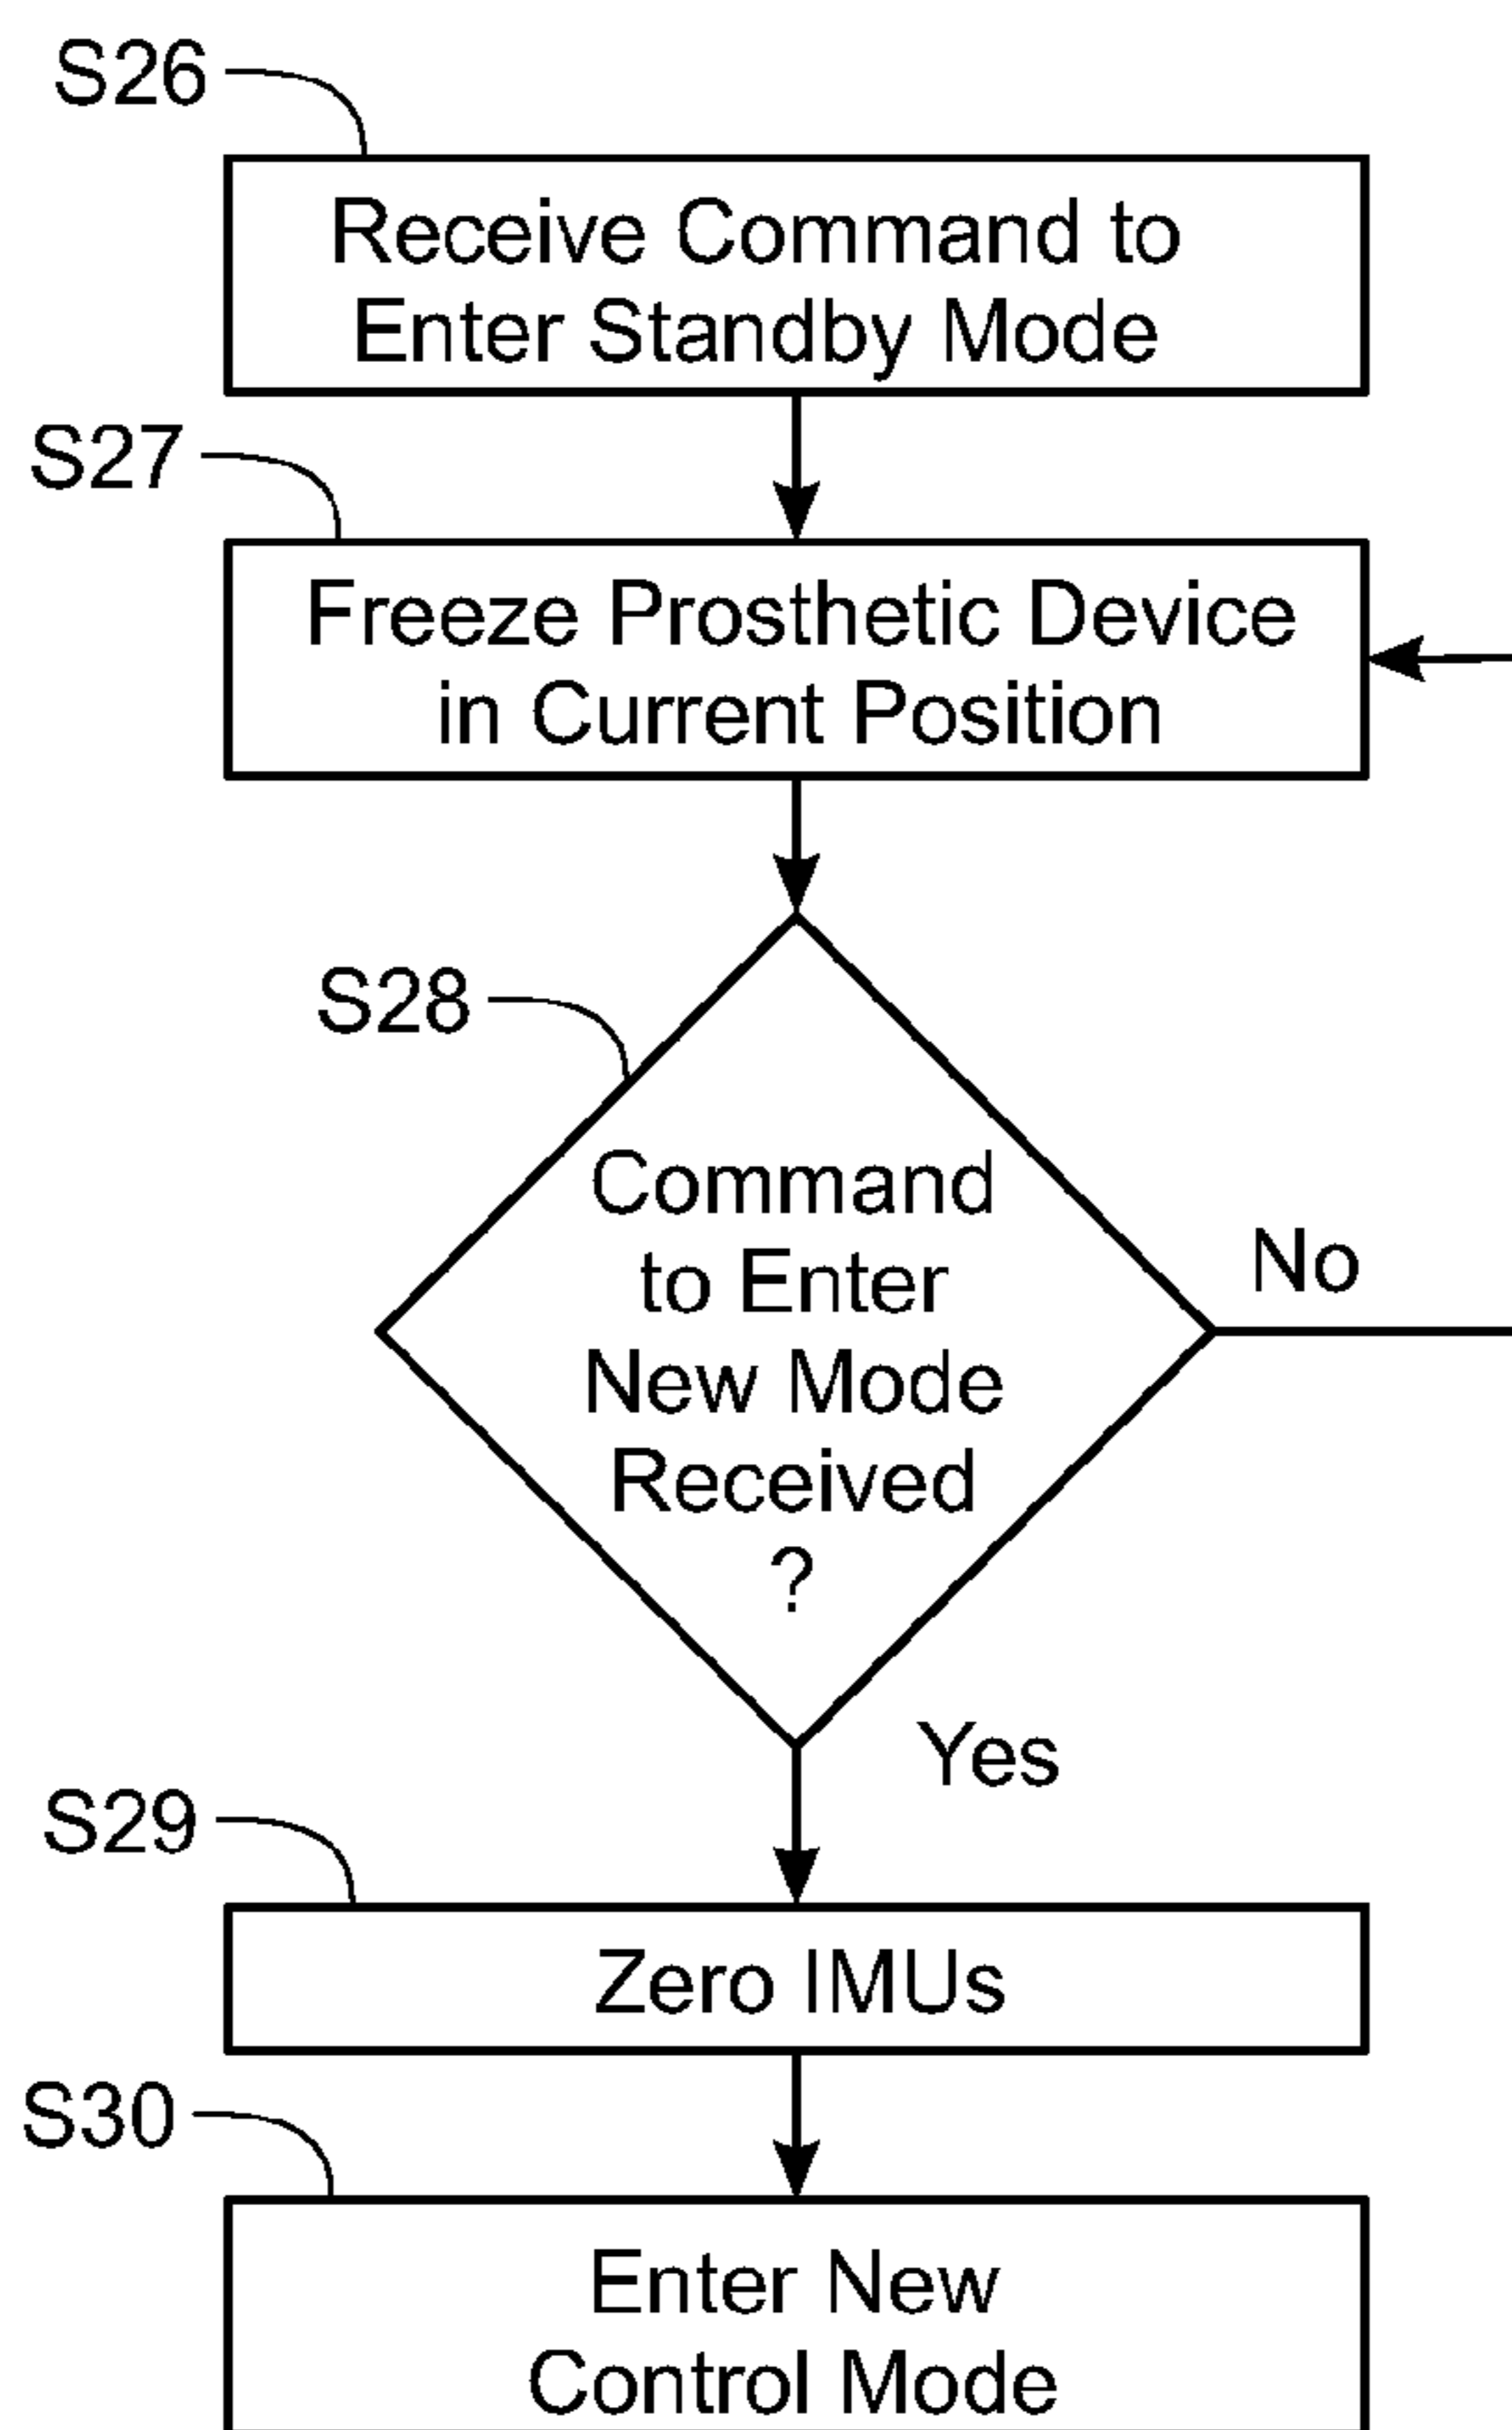 S26
Receive Command to
Enter Standby Mode
S27
Freeze Prosthetic Device
in Current Position
S28
Command
to Enter
New Mode
Received
?
No
Yes
S29
Zero IMUs
S30
Enter New
Control Mode